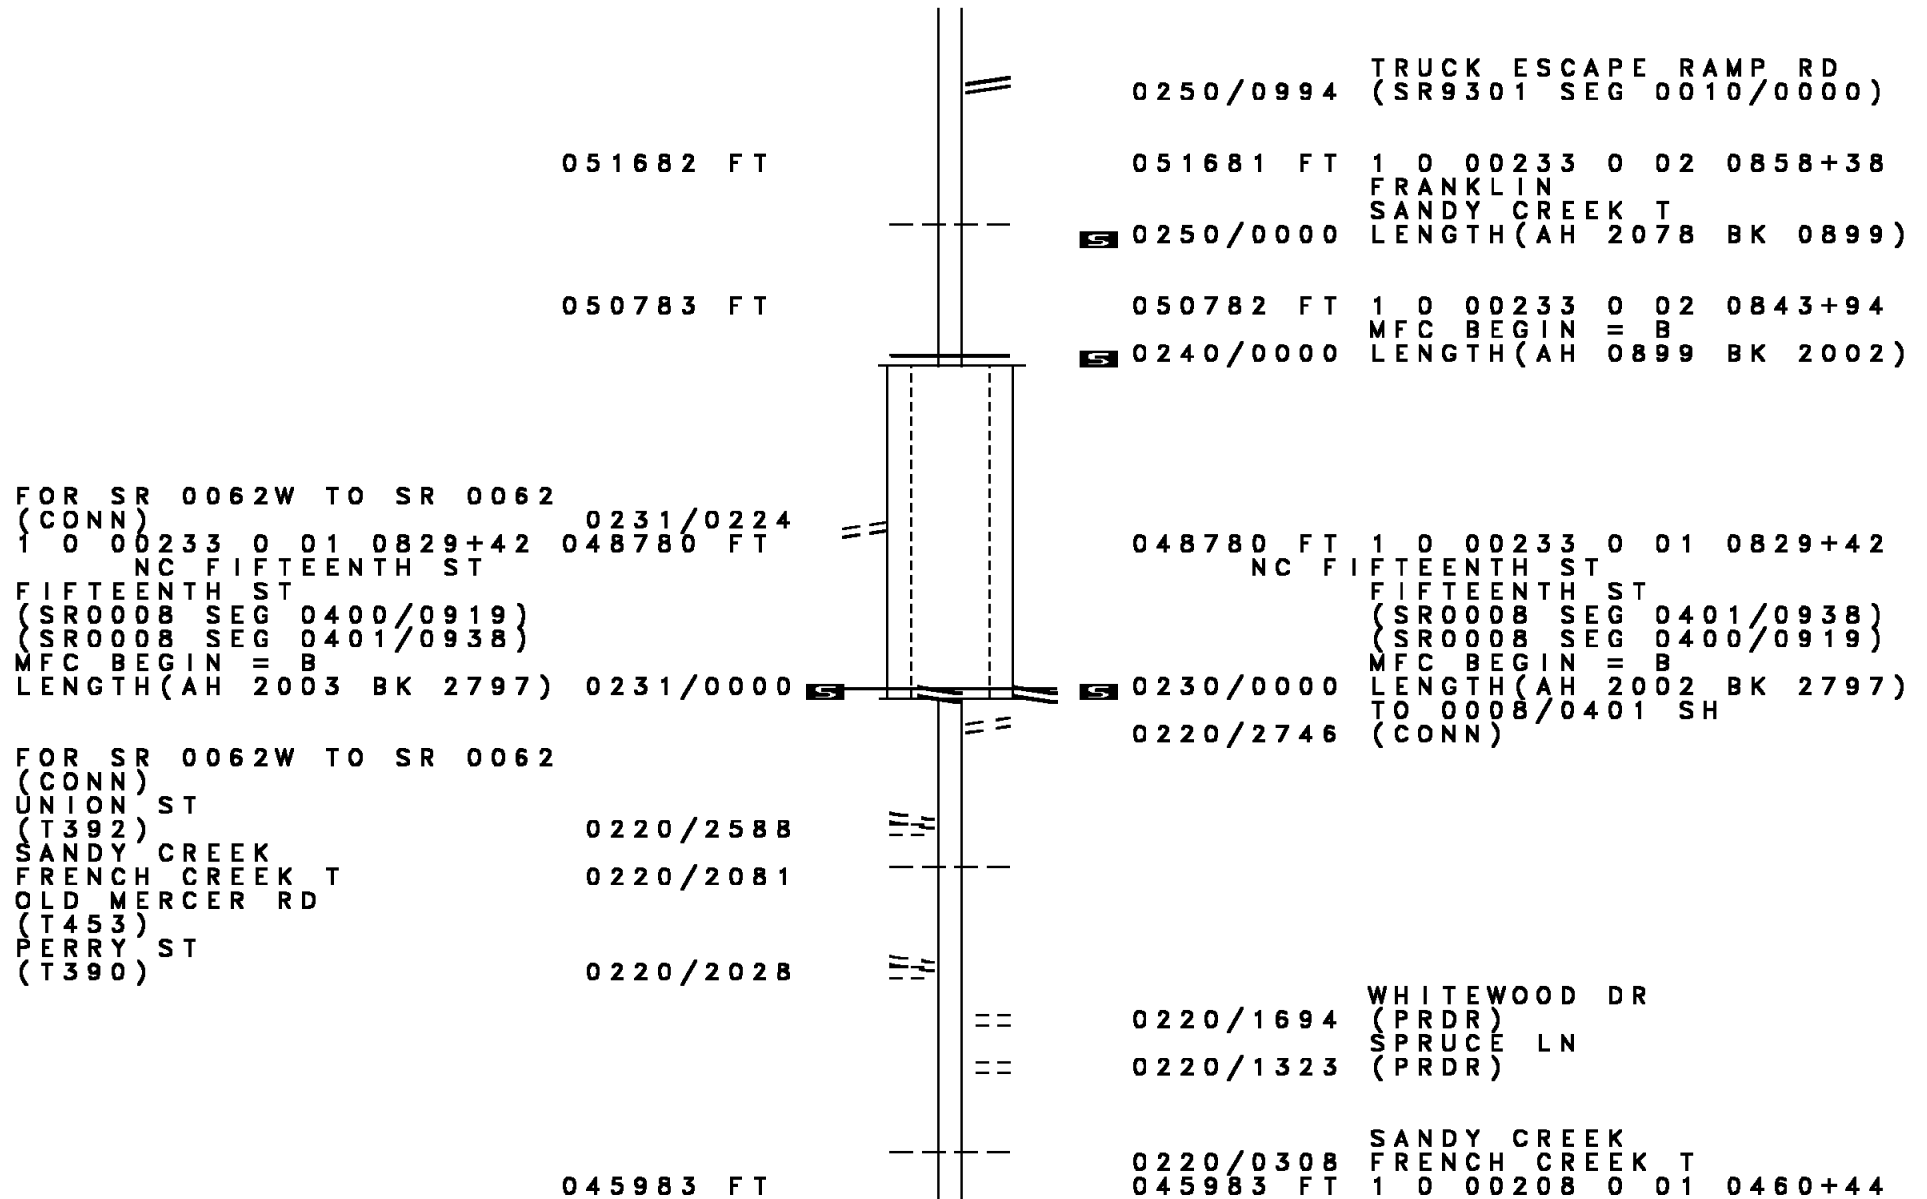 TRUCK ESCAPE RAMP RD
0250/0994 (SR9301 SEG 0010/0000)
051682 FT
051681 FT 1 0 00233 0 02 0858+38
FRANKLIN
SANDY CREEK T
S 0250/0000 LENGTH(AH 2078 BK 0899)
050783 FT
050782 FT 1 0 00233 0 02 0843+94
MFC BEGIN = B
S 0240/0000 LENGTH(AH 0899 BK 2002)
FOR SR 0062W TO SR 0062
(CONN) 0231/0224
1 0 00233 0 01 0829+42 048780 FT
NC FIFTEENTH ST
FIFTEENTH ST
(SR0008 SEG 0400/0919)
(SR0008 SEG 0401/0938)
MFC BEGIN = B
LENGTH(AH 2003 BK 2797) 0231/0000 S
048780 FT 1 0 00233 0 01 0829+42
NC FIFTEENTH ST
FIFTEENTH ST
(SR0008 SEG 0401/0938)
(SR0008 SEG 0400/0919)
MFC BEGIN = B
S 0230/0000 LENGTH(AH 2002 BK 2797)
TO 0008/0401 SH
0220/2746 (CONN)
FOR SR 0062W TO SR 0062
(CONN)
UNION ST
(T392) 0220/2588
SANDY CREEK
FRENCH CREEK T 0220/2081
OLD MERCER RD
(T453)
PERRY ST
(T390) 0220/2028
WHITEWOOD DR
0220/1694 (PRDR)
SPRUCE LN
0220/1323 (PRDR)
SANDY CREEK
0220/0308 FRENCH CREEK T
045983 FT
045983 FT 1 0 00208 0 01 0460+44